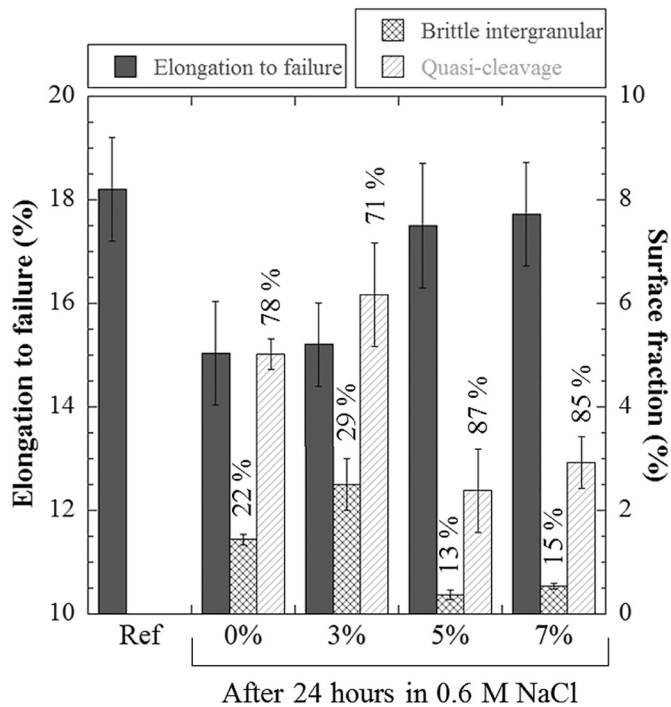 Elongation to failure
Brittle intergranular
Quasi-cleavage
20
18
16
14
12
10
Elongation to failure (%)
10
8
6
4
2
0
Surface fraction (%)
22 %
78 %
29 %
71 %
13 %
87 %
15 %
85 %
Ref 0% 3% 5% 7%
After 24 hours in 0.6 M NaCl